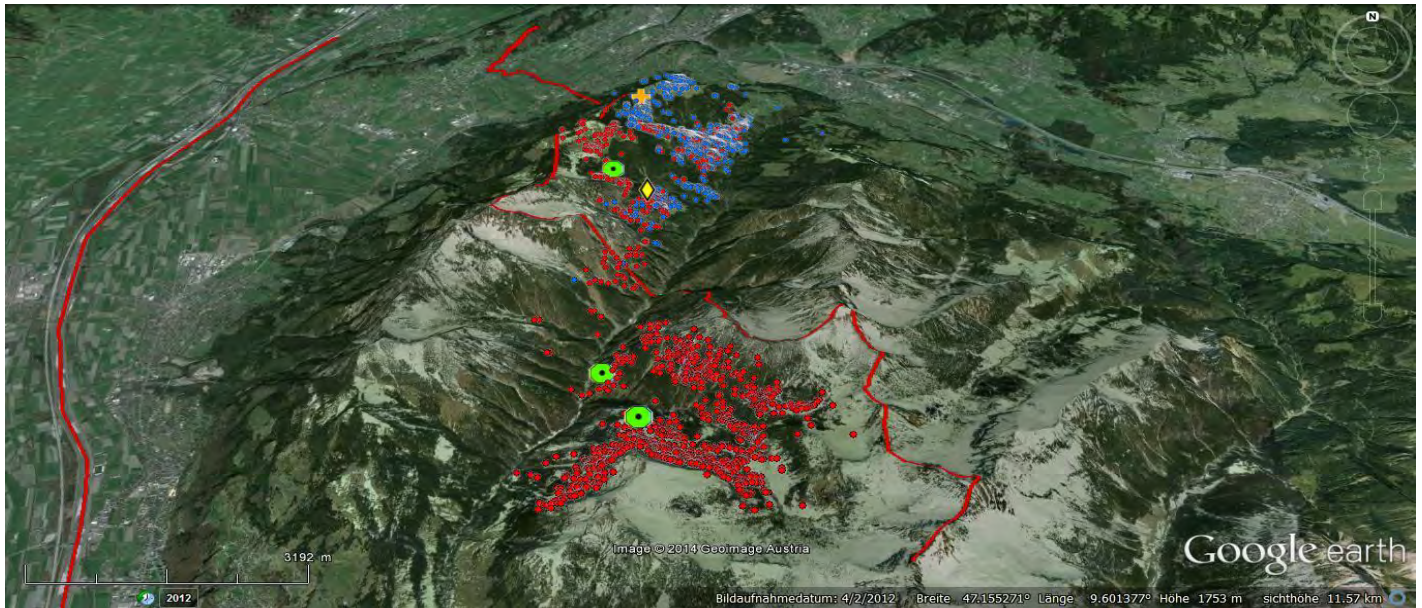 N
3192 m
Image © 2014 Geoimage Austria
Google earth
2012
Bildaufnahmedatum: 4/2/2012 Breite 47.155271° Länge 9.601377° Höhe 1753 m sichthöhe 11.57 km